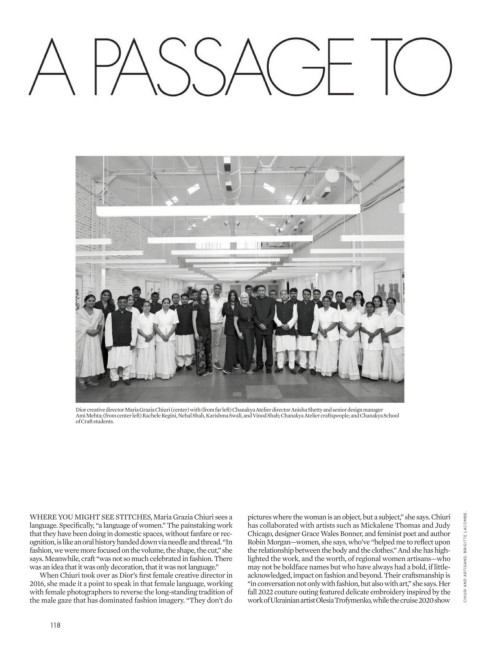 A PASSAGE TO
Dior creative director Maria Grazia Chiuri (center) with (from far left) Chanakya Atelier director Anisha Shetty and senior design manager
Ami Mehta; (from center left) Rachele Regini, Nehal Shah, Karishma Swali, and Vinod Shah; Chanakya Atelier craftspeople; and Chanakya School
of Craft students.
WHERE YOU MIGHT SEE STITCHES, Maria Grazia Chiuri sees a
language. Specifically, “a language of women.” The painstaking work
that they have been doing in domestic spaces, without fanfare or rec-
ognition, is like an oral history banded down via needle and thread. “In
fashion, we were more focused on the volume, the shape, the cut,” she
says. Meanwhile, craft “was not so much celebrated in fashion. There
was an idea that it was only decoration, that it was not language.”
When Chiuri took over as Dior’s first female creative director in
2016, she made it a point to speak in that female language, working
with female photographers to reverse the long-standing tradition of
the male gaze that has dominated fashion imagery. “They don’t do
pictures where the woman is an object, but a subject,” she says. Chiuri
has collaborated with artists such as Mickalene Thomas and Judy
Chicago, designer Grace Wales Bonner, and feminist poet and author
Robin Morgan—women, she says, who’ve “helped me to reflect upon
the relationship between the body and the clothes.” And she has high-
lighted the work, and the worth, of regional women artisans—who
may not be boldface names but who have always had a bold, if little-
acknowledged, impact on fashion and beyond. Their craftsmanship is
“in conversation not only with fashion, but also with art,” she says. Her
fall 2022 couture outing featured delicate embroidery inspired by the
work of Ukrainian artist Olesia Trofymenko, while the cruise 2020 show
CHIURI AND ARTISANS: BRIGITTE LACOMBE.
118